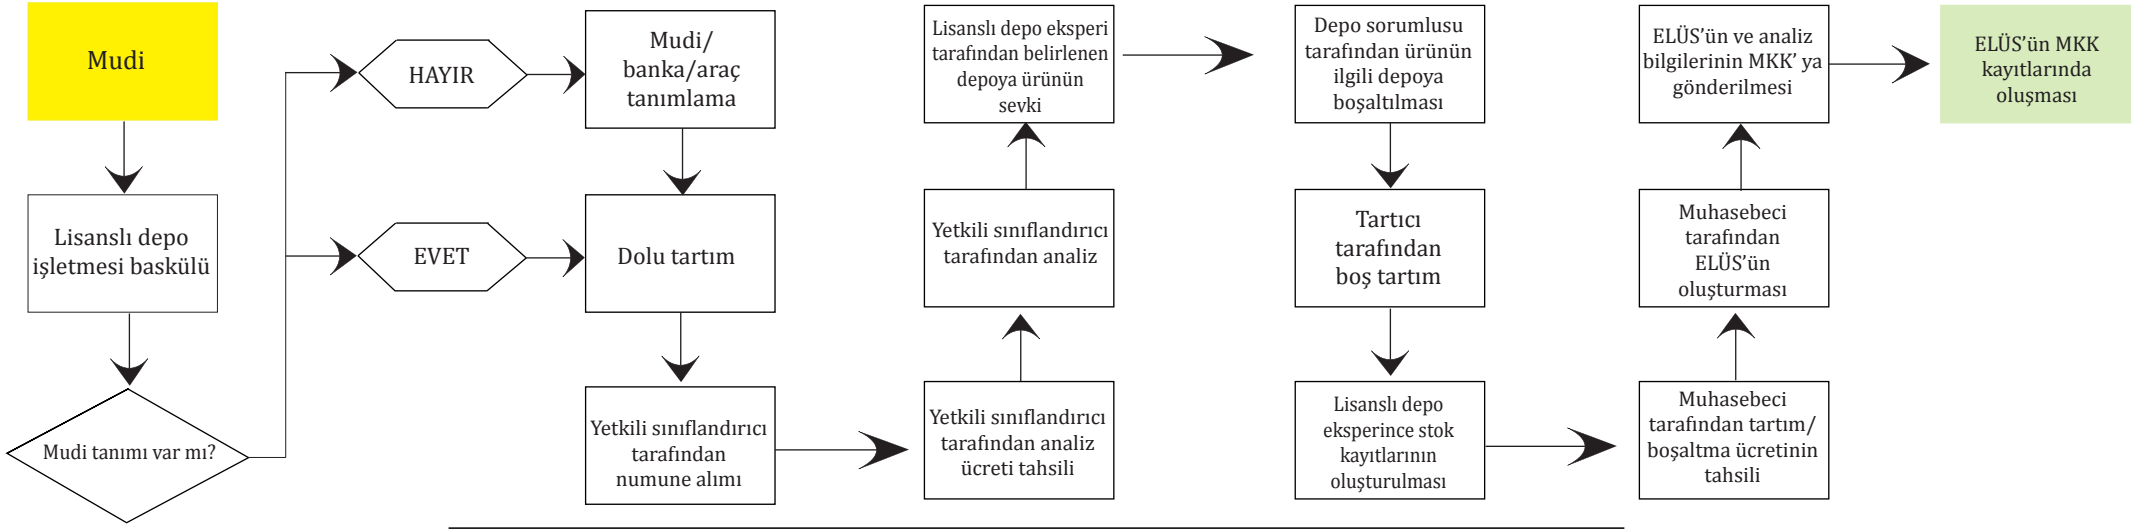 Mudi
Lisanslı depo
işletmesi baskülü
Mudi tanımı var mı?
HAYIR
EVET
Mudi/
banka/araç
tanımlama
Dolu tartım
Yetkili sınıflandırıcı
tarafından
numune alımı
Yetkili sınıflandırıcı
tarafından analiz
ücreti tahsili
Yetkili sınıflandırıcı
tarafından analiz
Lisanslı depo eksperi
tarafından belirlenen
depoya ürünün
sevki
Depo sorumlusu
tarafından ürünün
ilgili depoya
boşaltılması
Tartıcı
tarafından
boş tartım
Lisanslı depo
eksperince stok
kayıtlarının
oluşturulması
Muhasebeci
tarafından tartım/
boşaltma ücretinin
tahsili
Muhasebeci
tarafından
ELÜS’ün
oluşturması
ELÜS’ün ve analiz
bilgilerinin MKK’ ya
gönderilmesi
ELÜS’ün MKK
kayıtlarında
oluşması